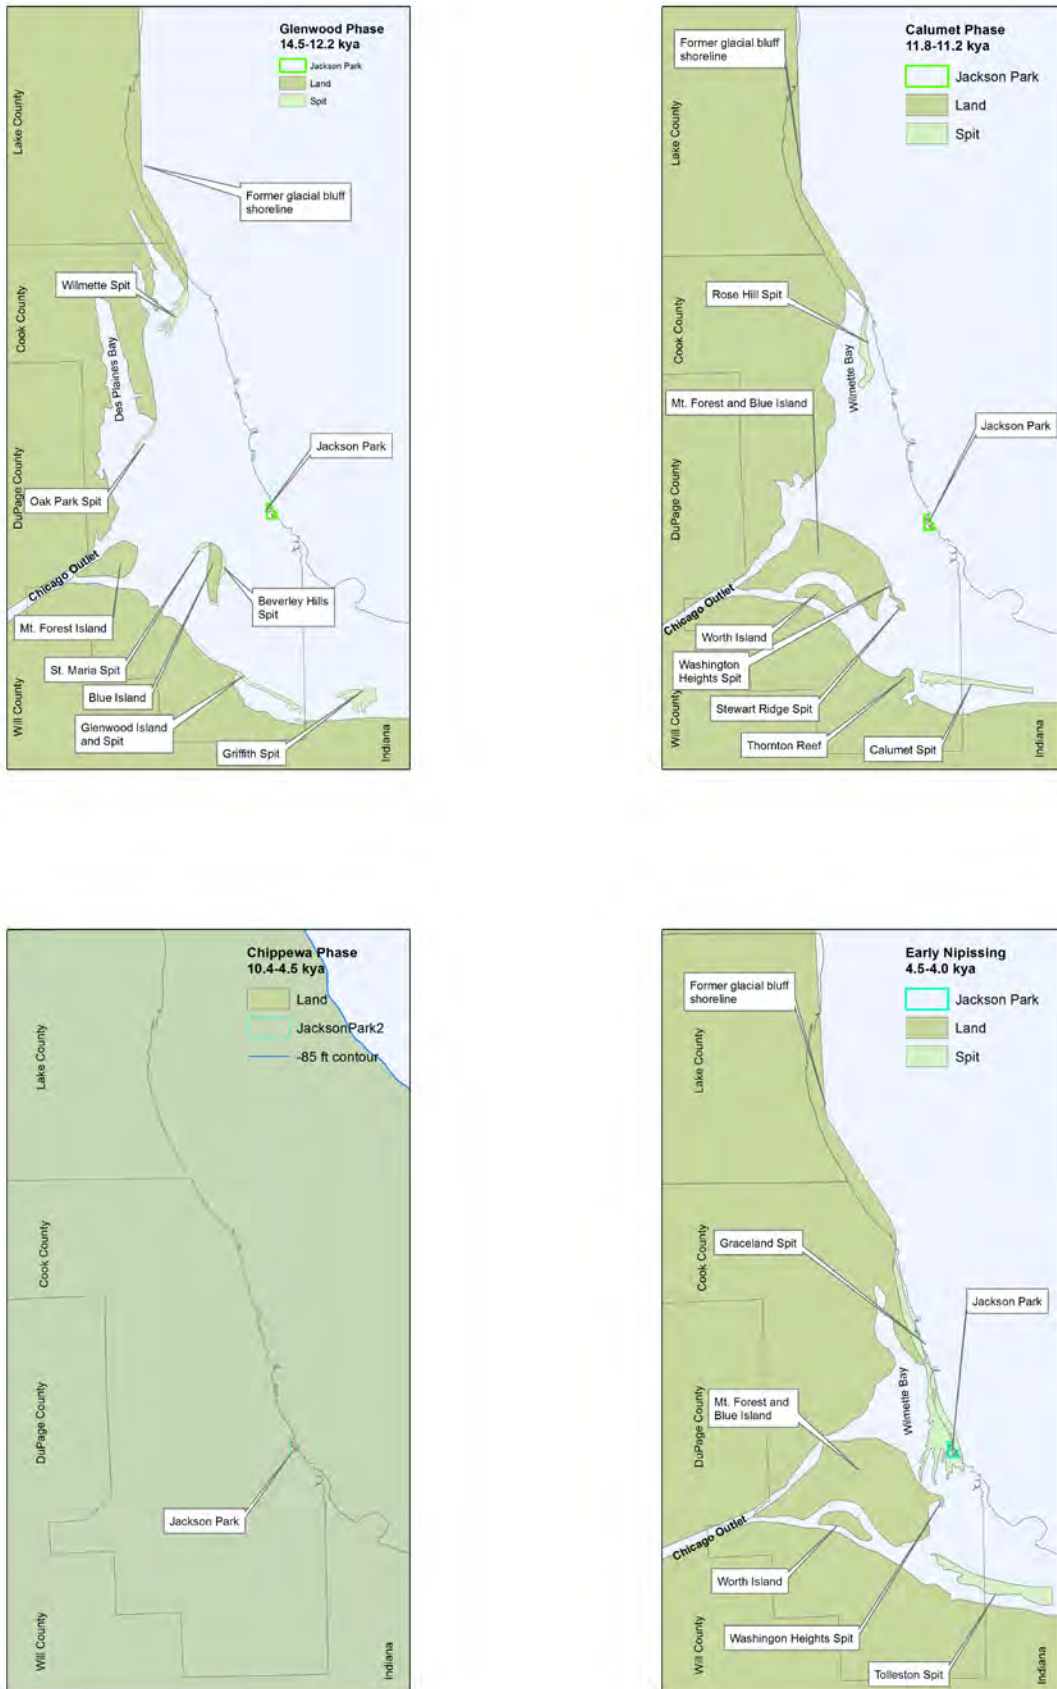 Glenwood Phase
14.5-12.2 kya
Jackson Park
Land
Spit
Lake County
Former glacial bluff
shoreline
Wilmette Spit
Cook County
Des Plaines Bay
Jackson Park
DuPage County
Oak Park Spit
Chicago Outlet
Beverley Hills
Spit
Mt. Forest Island
St. Maria Spit
Blue Island
Glenwood Island
and Spit
Griffith Spit
Will County
Indiana
Calumet Phase
11.8-11.2 kya
Former glacial bluff
shoreline
Jackson Park
Land
Spit
Lake County
Rose Hill Spit
Cook County
Wilmette Bay
Mt. Forest and Blue Island
Jackson Park
DuPage County
Chicago Outlet
Worth Island
Washington
Heights Spit
Stewart Ridge Spit
Thornton Reef
Calumet Spit
Will County
Indiana
Chippewa Phase
10.4-4.5 kya
Land
JacksonPark2
-85 ft contour
Lake County
Cook County
DuPage County
Jackson Park
Will County
Indiana
Early Nipissing
4.5-4.0 kya
Former glacial bluff
shoreline
Jackson Park
Land
Spit
Lake County
Cook County
Graceland Spit
Jackson Park
Wilmette Bay
DuPage County
Mt. Forest and
Blue Island
Chicago Outlet
Worth Island
Washingon Heights Spit
Tolleston Spit
Will County
Indiana